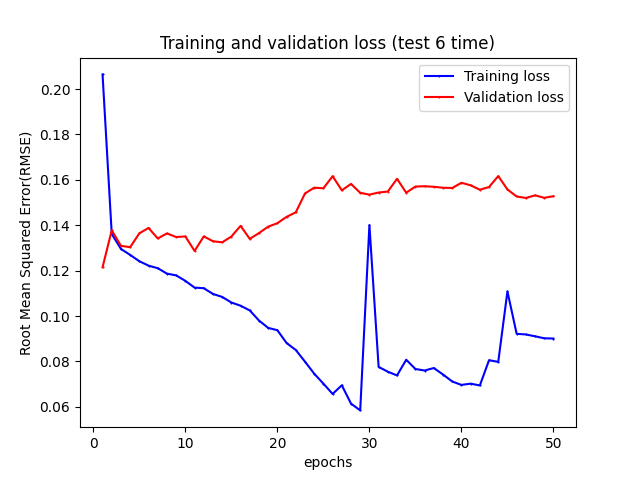 Training and validation loss (test 6 time)
Training loss
Validation loss
Root Mean Squared Error(RMSE)
0.20
0.18
0.16
0.14
0.12
0.10
0.08
0.06
0 10 20 30 40 50
epochs